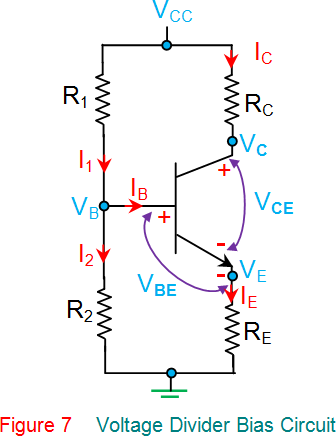 VCC
IC
R1
RC
I1
VC
IB
+
VB
+
VCE
I2
-
VBE
-
VE
IE
R2
RE
Figure 7 Voltage Divider Bias Circuit